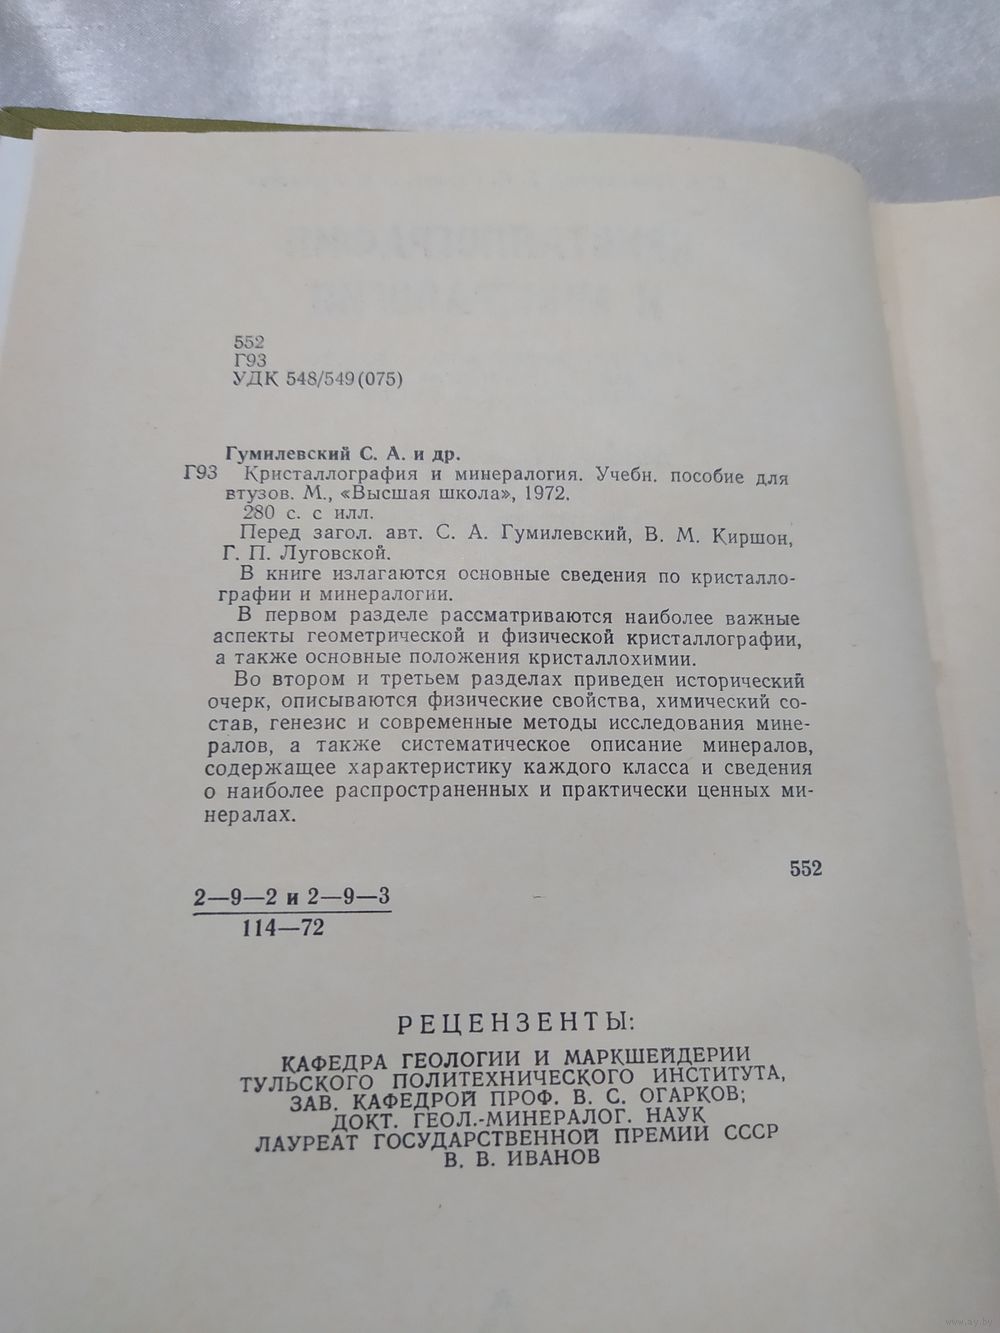 552
Г93
УДК 548/549(075)
Гумилевский С. А. и др.
Г93 Кристаллография и минералогия. Учебн. пособие для
втузов. М., «Высшая школа», 1972.
280 с. с илл.
Перед загол. авт. С. А. Гумилевский, В. М. Киршон,
Г. П. Луговской.
В книге излагаются основные сведения по кристалло-
графии и минералогии.
В первом разделе рассматриваются наиболее важные
аспекты геометрической и физической кристаллографии,
а также основные положения кристаллохимии.
Во втором и третьем разделах приведен исторический
очерк, описываются физические свойства, химический со-
став, генезис и современные методы исследования мине-
ралов, а также систематическое описание минералов,
содержащее характеристику каждого класса и сведения
о наиболее распространенных и практически ценных ми-
нералах.
552
2—9—2 и 2—9—3
114—72
РЕЦЕНЗЕНТЫ:
КАФЕДРА ГЕОЛОГИИ И МАРКШЕЙДЕРИИ
ТУЛЬСКОГО ПОЛИТЕХНИЧЕСКОГО ИНСТИТУТА,
ЗАВ. КАФЕДРОЙ ПРОФ. В. С. ОГАРКОВ;
ДОКТ. ГЕОЛ.-МИНЕРАЛОГ. НАУК
ЛАУРЕАТ ГОСУДАРСТВЕННОЙ ПРЕМИИ СССР
В. В. ИВАНОВ
www.ay.by